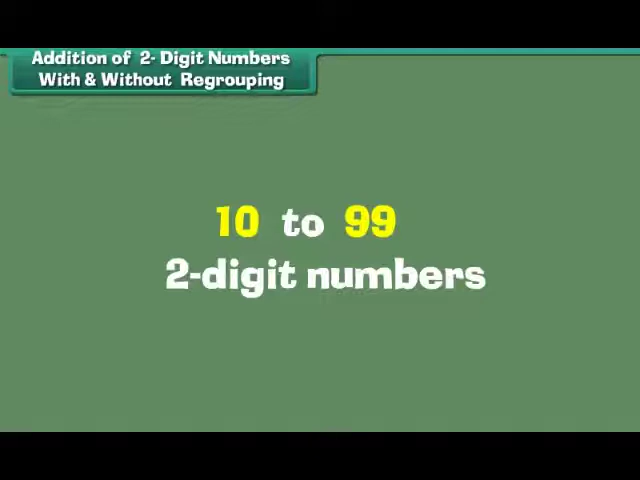 Addition of 2- Digit Numbers
With & Without Regrouping
10 to 99
2-digit numbers